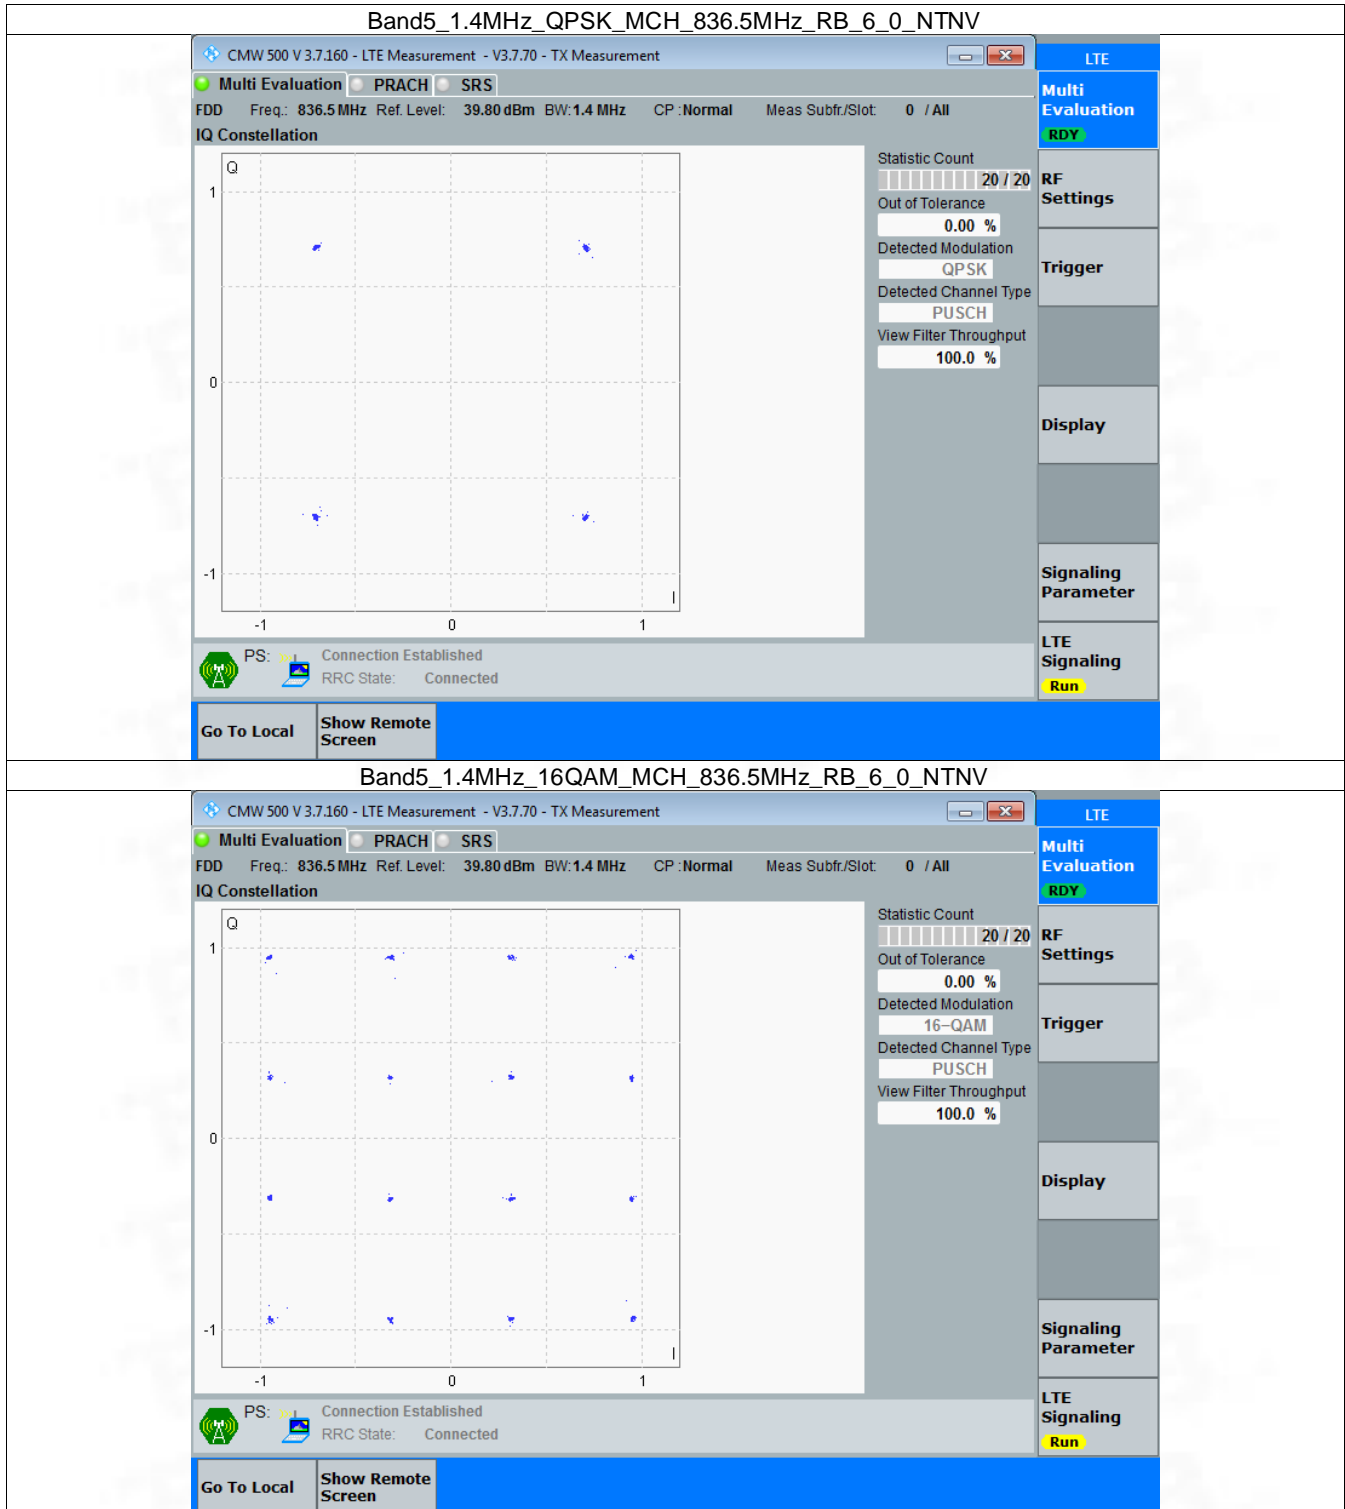 Band5_1.4MHz_QPSK_MCH_836.5MHz_RB_6_0_NTNV
CMW 500 V 3.7.160 - LTE Measurement - V3.7.70 - TX Measurement
LTE
Multi Evaluation PRACH SRS
Multi
Evaluation
RDY
FDD Freq.: 836.5 MHz Ref. Level: 39.80 dBm BW: 1.4 MHz CP : Normal Meas Subfr./Slot: 0 / All
IQ Constellation
Q
1
0
-1
I
-1 0 1
Statistic Count
20 / 20
Out of Tolerance
0.00 %
Detected Modulation
QPSK
Detected Channel Type
PUSCH
View Filter Throughput
100.0 %
RF
Settings
Trigger
Display
Signaling
Parameter
LTE
Signaling
Run
PS: Connection Established
RRC State: Connected
Go To Local
Show Remote
Screen
Band5_1.4MHz_16QAM_MCH_836.5MHz_RB_6_0_NTNV
CMW 500 V 3.7.160 - LTE Measurement - V3.7.70 - TX Measurement
LTE
Multi Evaluation PRACH SRS
Multi
Evaluation
RDY
FDD Freq.: 836.5 MHz Ref. Level: 39.80 dBm BW: 1.4 MHz CP : Normal Meas Subfr./Slot: 0 / All
IQ Constellation
Q
1
0
-1
I
-1 0 1
Statistic Count
20 / 20
Out of Tolerance
0.00 %
Detected Modulation
16-QAM
Detected Channel Type
PUSCH
View Filter Throughput
100.0 %
RF
Settings
Trigger
Display
Signaling
Parameter
LTE
Signaling
Run
PS: Connection Established
RRC State: Connected
Go To Local
Show Remote
Screen